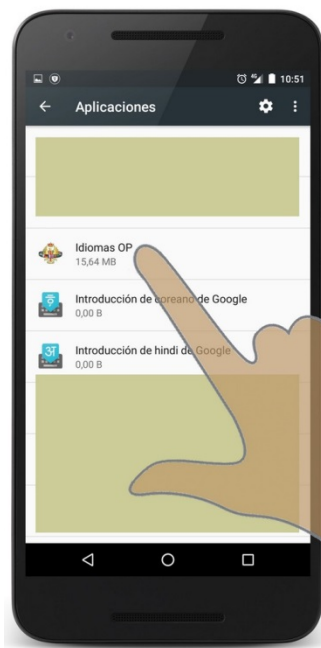 10:51
Aplicaciones
Idiomas OP
15,64 MB
Introducción de coreano de Google
0,00 B
Introducción de hindi de Google
0,00 B